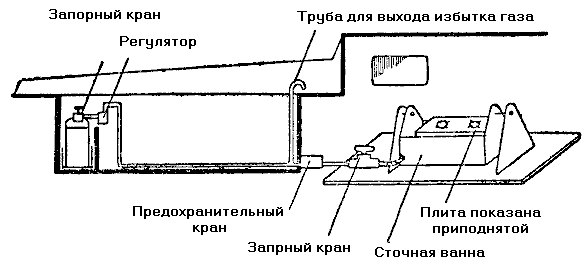 Запорный кран
Труба для выхода избытка газа
Регулятор
Предохранительный
кран
Запрный кран
Плита показана
приподнятой
Сточная ванна